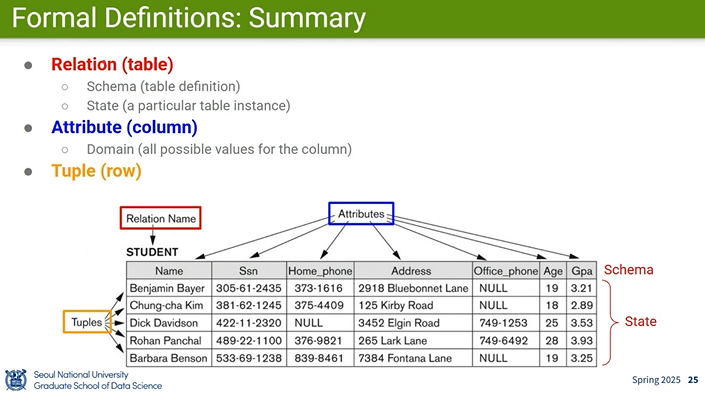 Formal Definitions: Summary
● Relation (table)
○ Schema (table definition)
○ State (a particular table instance)
● Attribute (column)
○ Domain (all possible values for the column)
● Tuple (row)
Relation Name
Attributes
STUDENT
Name Ssn Home_phone Address Office_phone Age Gpa
Schema
Benjamin Bayer 305-61-2435 373-1616 2918 Bluebonnet Lane NULL 19 3.21
Chung-cha Kim 381-62-1245 375-4409 125 Kirby Road NULL 18 2.89
Tuples
Dick Davidson 422-11-2320 NULL 3452 Elgin Road 749-1253 25 3.53
State
Rohan Panchal 489-22-1100 376-9821 265 Lark Lane 749-6492 28 3.93
Barbara Benson 533-69-1238 839-8461 7384 Fontana Lane NULL 19 3.25
Seoul National University
Graduate School of Data Science
Spring 2025 25